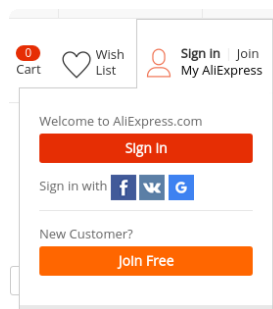 0
Cart
Wish
List
Sign in | Join
My AliExpress
Welcome to AliExpress.com
Sign In
Sign in with f VK G
New Customer?
Join Free